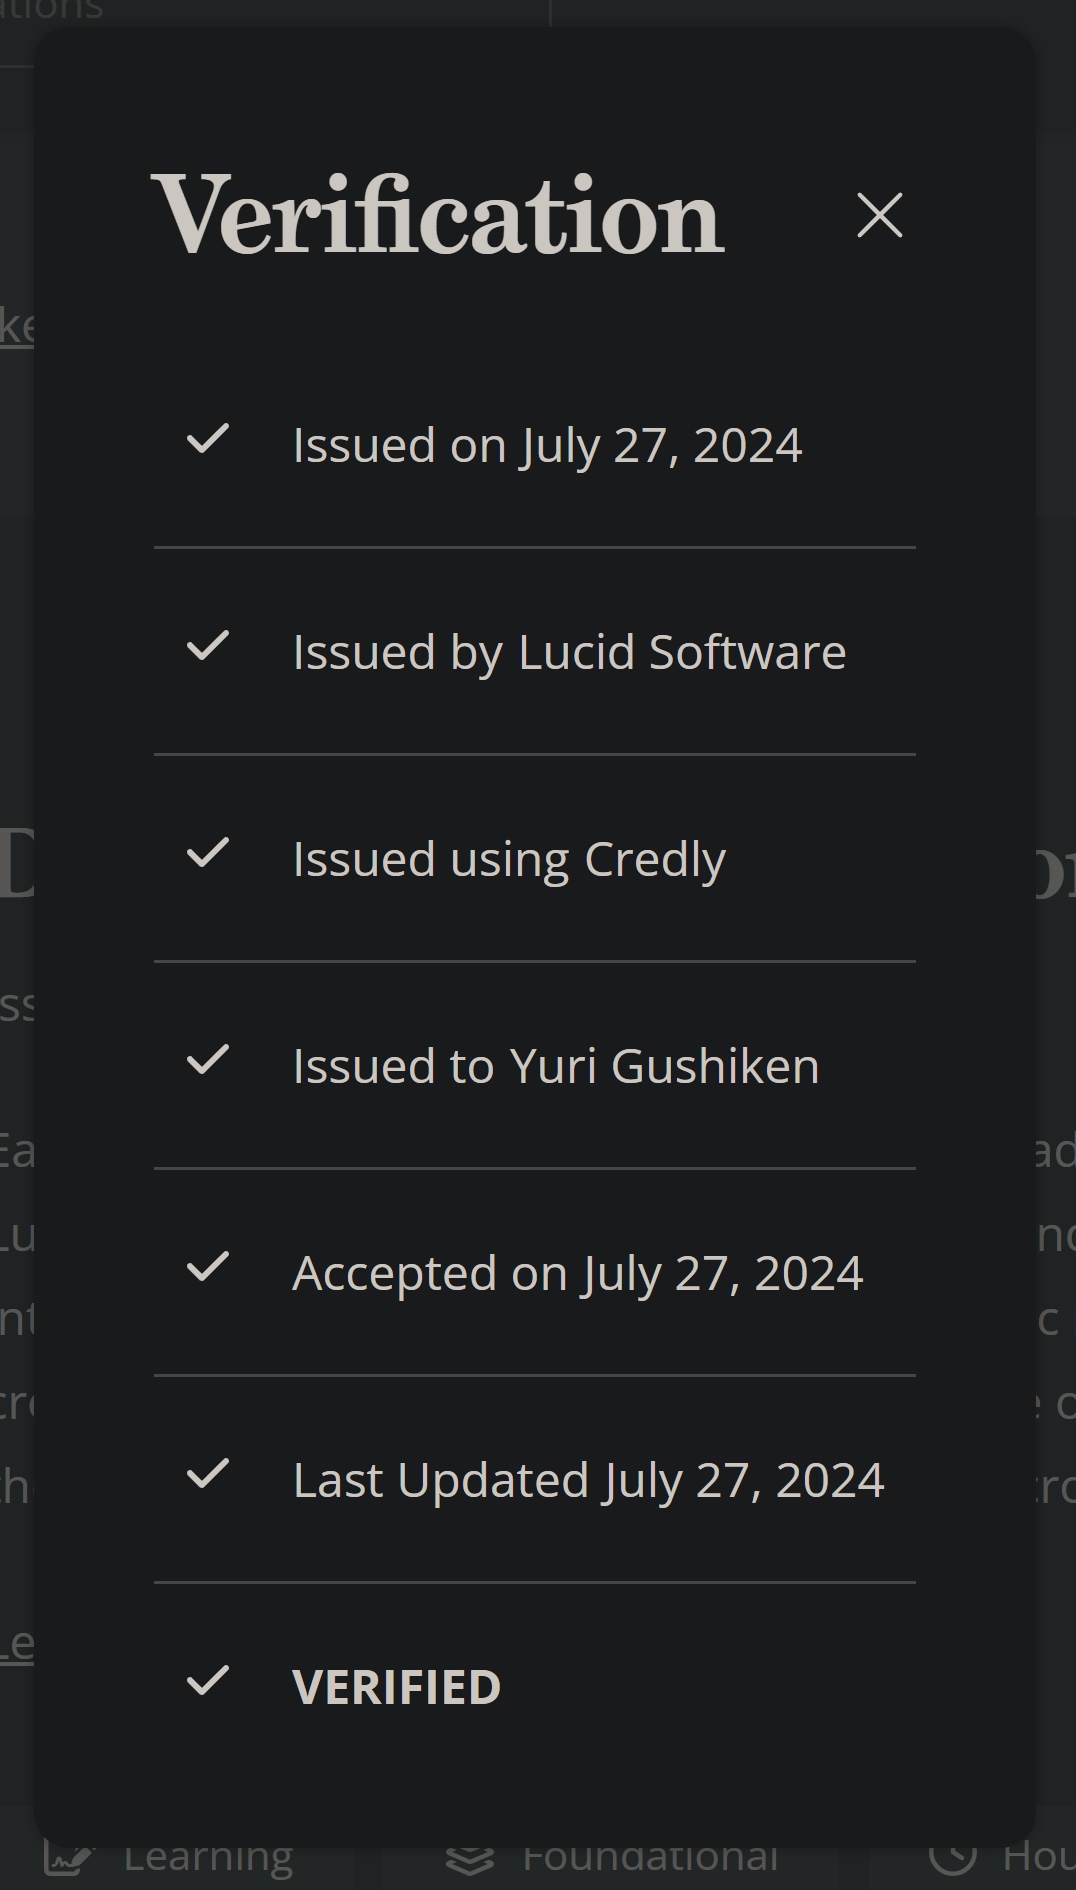 Verification
Issued on July 27, 2024
Issued by Lucid Software
Issued using Credly
Issued to Yuri Gushiken
Accepted on July 27, 2024
Last Updated July 27, 2024
VERIFIED
Learning
Foundational